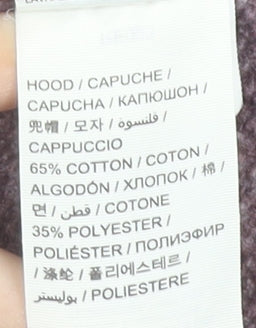 HOOD / CAPUCHE /
CAPUCHA / КАПЮШОН /
兜帽 / 모자 / قلنسوة /
CAPPUCCIO
65% COTTON / COTON /
ALGODÓN / ХЛОПОК / 棉 /
면 / قطن / COTONE
35% POLYESTER /
POLIÉSTER / ПОЛИЭФИР
/ 涤纶 / 폴리에스테르 /
بوليستر / POLIESTERE